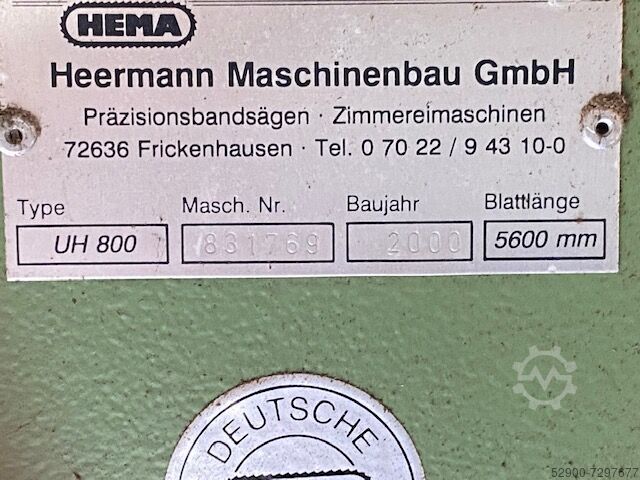 HEMA
Heermann Maschinenbau GmbH
Präzisionsbandsägen · Zimmereimaschinen
72636 Frickenhausen · Tel. 0 70 22 / 9 43 10-0
Type Masch. Nr. Baujahr Blattlänge
UH 800 831769 2000 5600 mm
DEUTSCHE
52900-7297677